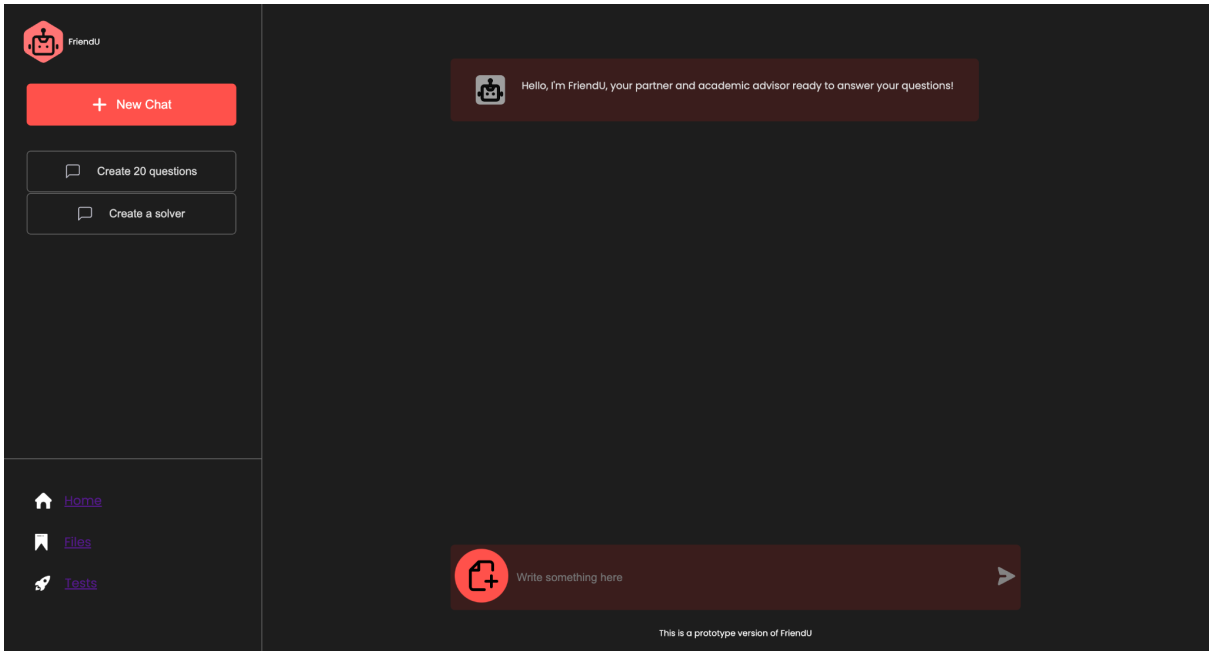 FriendU
New Chat
Create 20 questions
Create a solver
Home
Files
Tests
Hello, I'm FriendU, your partner and academic advisor ready to answer your questions!
Write something here
This is a prototype version of FriendU